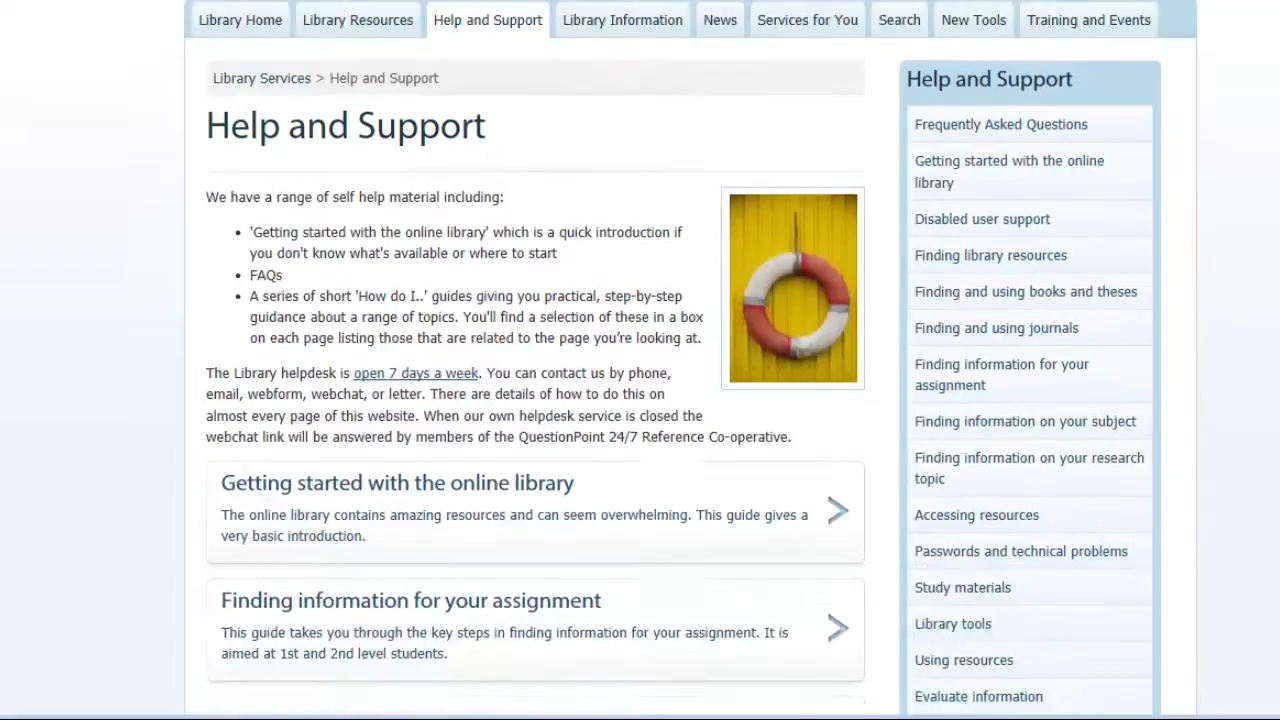 Library Home Library Resources Help and Support Library Information News Services for You Search New Tools Training and Events
Library Services > Help and Support
Help and Support
We have a range of self help material including:
• 'Getting started with the online library' which is a quick introduction if
you don't know what's available or where to start
• FAQs
• A series of short 'How do I..' guides giving you practical, step-by-step
guidance about a range of topics. You'll find a selection of these in a box
on each page listing those that are related to the page you're looking at.
The Library helpdesk is open 7 days a week. You can contact us by phone,
email, webform, webchat, or letter. There are details of how to do this on
almost every page of this website. When our own helpdesk service is closed the
webchat link will be answered by members of the QuestionPoint 24/7 Reference Co-operative.
Getting started with the online library
The online library contains amazing resources and can seem overwhelming. This guide gives a
very basic introduction.
Finding information for your assignment
This guide takes you through the key steps in finding information for your assignment. It is
aimed at 1st and 2nd level students.
Help and Support
Frequently Asked Questions
Getting started with the online
library
Disabled user support
Finding library resources
Finding and using books and theses
Finding and using journals
Finding information for your
assignment
Finding information on your subject
Finding information on your research
topic
Accessing resources
Passwords and technical problems
Study materials
Library tools
Using resources
Evaluate information